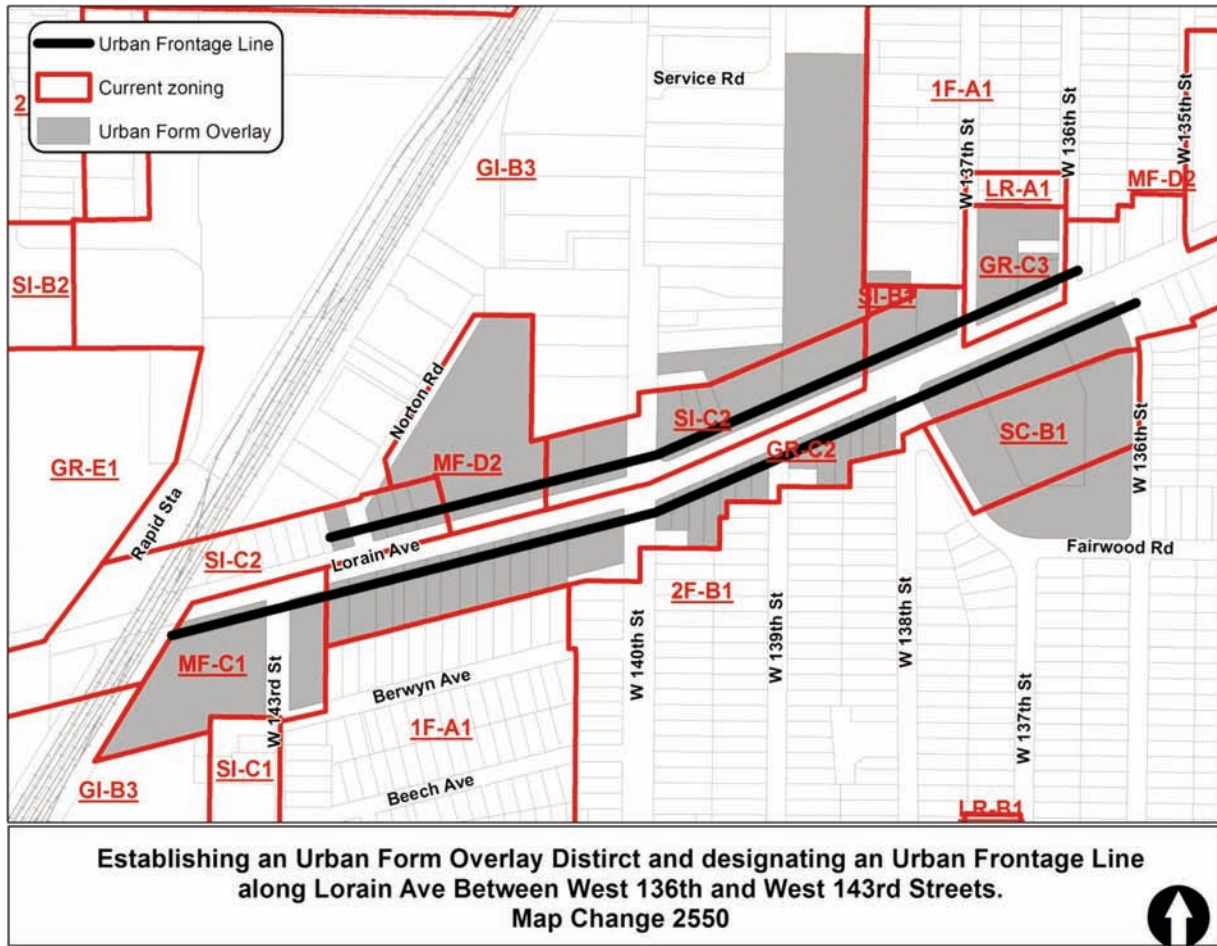 Urban Frontage Line
Current zoning
Urban Form Overlay
2
Service Rd
1F-A1
W 137th St
W 136th St
W 135th St
GI-B3
LR-A1
MF-D2
SI-B2
GR-C3
SI-B1
Norton Rd
SI-C2
GR-C2
SC-B1
W 136th St
GR-E1
MF-D2
Rapid Sta
SI-C2
Lorain Ave
Fairwood Rd
2F-B1
MF-C1
W 143rd St
W 140th St
W 139th St
W 138th St
W 137th St
Berwyn Ave
1F-A1
SI-C1
GI-B3
Beech Ave
LR-B1
Establishing an Urban Form Overlay Distirct and designating an Urban Frontage Line
along Lorain Ave Between West 136th and West 143rd Streets.
Map Change 2550